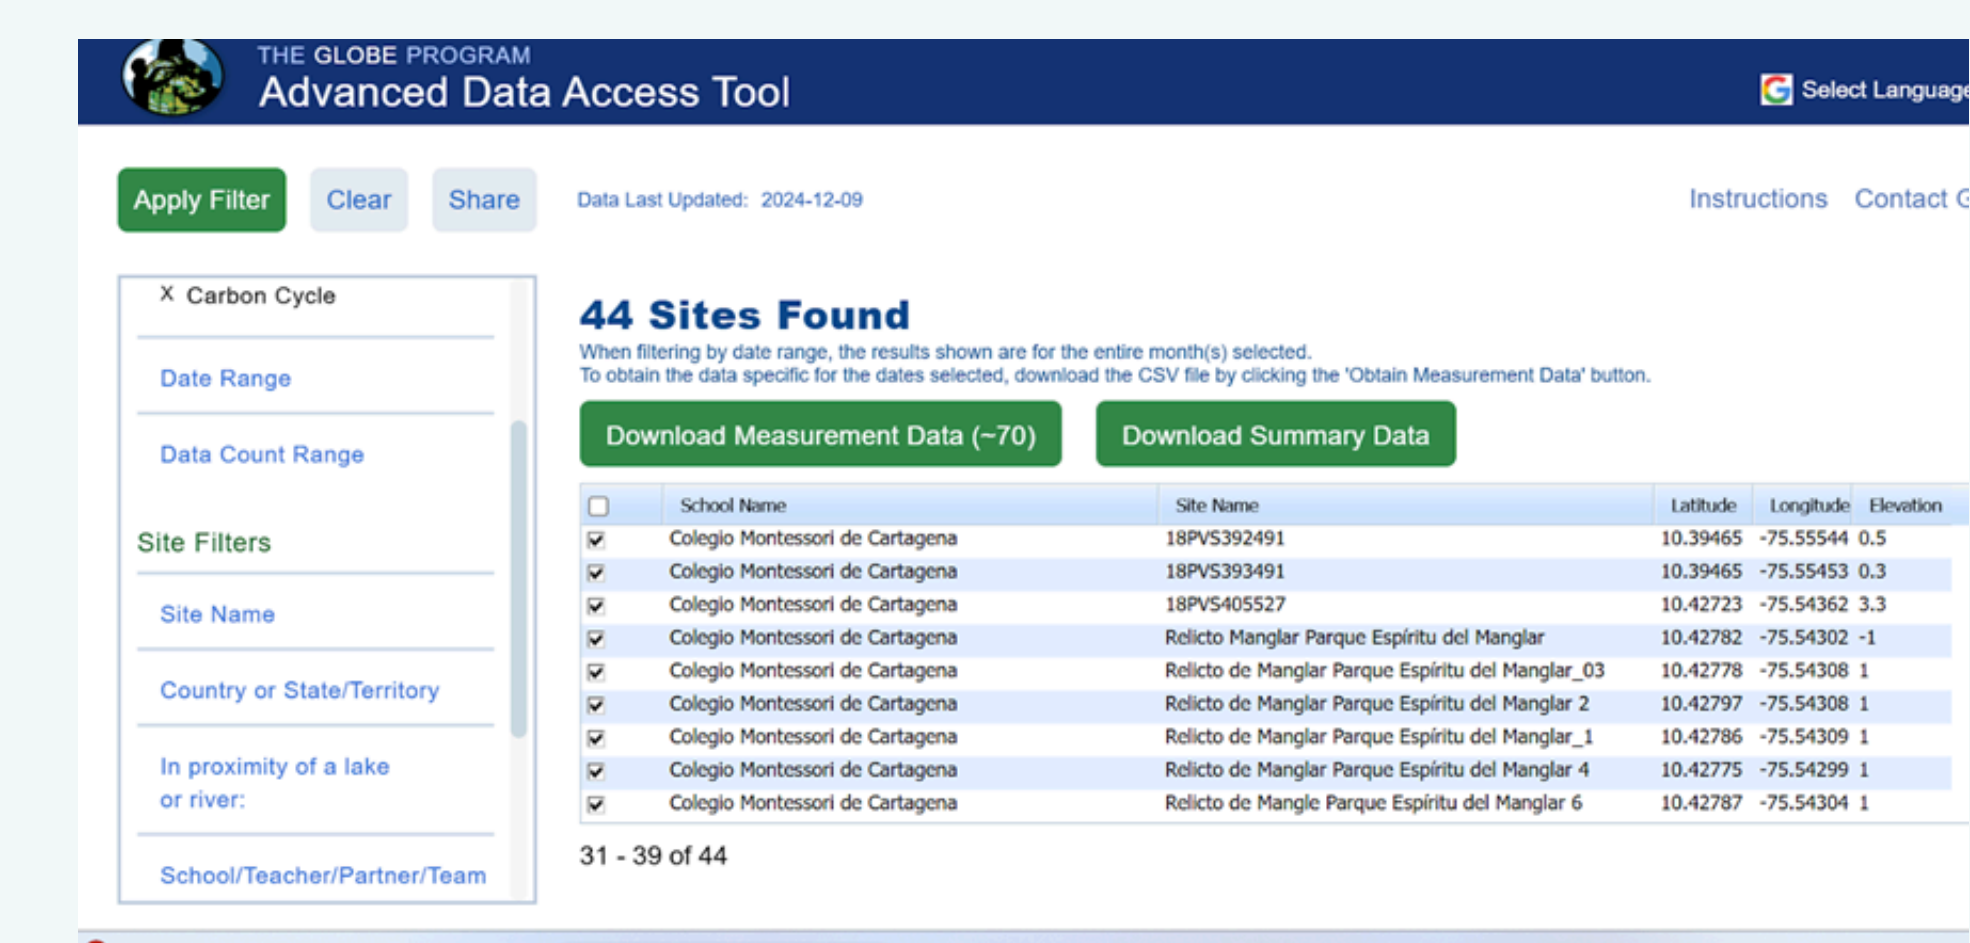 THE GLOBE PROGRAM
Advanced Data Access Tool
Select Language
Apply Filter Clear Share Data Last Updated: 2024-12-09 Instructions Contact G
X Carbon Cycle
Date Range
Data Count Range
Site Filters
Site Name
Country or State/Territory
In proximity of a lake
or river:
School/Teacher/Partner/Team
44 Sites Found
When filtering by date range, the results shown are for the entire month(s) selected.
To obtain the data specific for the dates selected, download the CSV file by clicking the 'Obtain Measurement Data' button.
Download Measurement Data (~70) Download Summary Data
School Name Site Name Latitude Longitude Elevation
Colegio Montessori de Cartagena 18PVS392491 10.39465 -75.55544 0.5
Colegio Montessori de Cartagena 18PVS393491 10.39465 -75.55453 0.3
Colegio Montessori de Cartagena 18PVS405527 10.42723 -75.54362 3.3
Colegio Montessori de Cartagena Relicto Manglar Parque Espíritu del Manglar 10.42782 -75.54302 -1
Colegio Montessori de Cartagena Relicto de Manglar Parque Espíritu del Manglar_03 10.42778 -75.54308 1
Colegio Montessori de Cartagena Relicto de Manglar Parque Espíritu del Manglar 2 10.42797 -75.54308 1
Colegio Montessori de Cartagena Relicto de Manglar Parque Espíritu del Manglar_1 10.42786 -75.54309 1
Colegio Montessori de Cartagena Relicto de Manglar Parque Espíritu del Manglar 4 10.42775 -75.54299 1
Colegio Montessori de Cartagena Relicto de Mangle Parque Espíritu del Manglar 6 10.42787 -75.54304 1
31 - 39 of 44